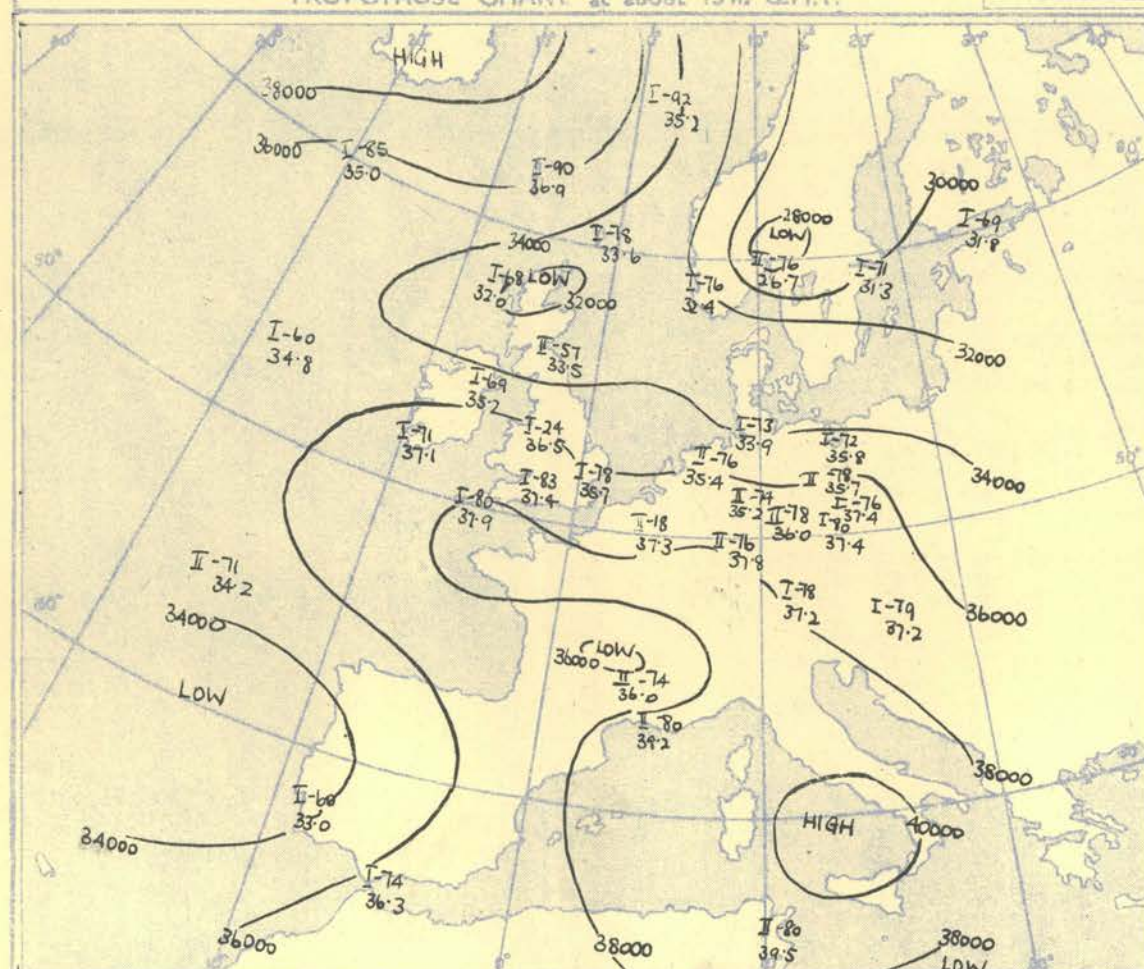 TROPOPAUSE CHART at about 15 hr G.M.T.
HIGH
38000
I -92
35.2
36000
I -85
35.0
II -90
36.9
30000
28000
LOW
I -69
31.8
34000
I -78
33.6
II -76
26.7
I -71
31.3
I -68
32.0
LOW
32000
I -76
32.4
I -60
34.8
II -57
33.5
32000
I -69
35.2
I -24
36.5
I -73
33.9
I -71
37.1
I -72
35.8
34000
II -76
35.4
I -83
37.4
I -78
35.7
II -78
35.7
I -80
37.9
II -74
35.2
I -76
37.4
II -78
36.0
I -80
37.4
II -18
37.3
II -76
37.8
II -71
34.2
I -78
37.2
I -79
37.2
36000
34000
LOW
36000
LOW
II -74
36.0
II -80
39.2
38000
I -60
33.0
34000
HIGH
40000
I -74
36.3
36000
38000
II -80
39.5
38000
LOW